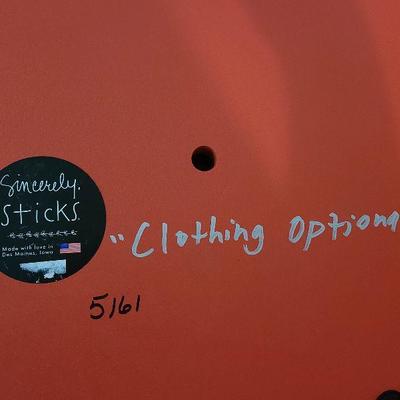 Sincerely,
Sticks.
Made with love in
Des Moines, Iowa
"Clothing Optiona
5161